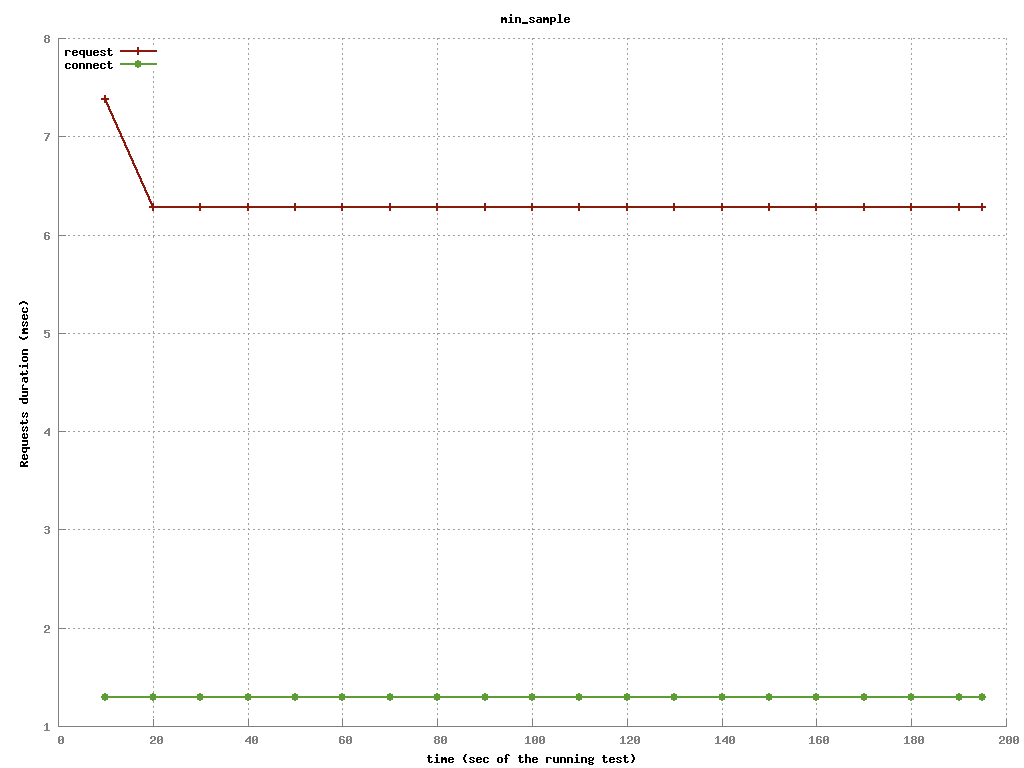 min_sample
request
connect
8
7
6
5
4
3
2
1
Requests duration (msec)
0 20 40 60 80 100 120 140 160 180 200
time (sec of the running test)